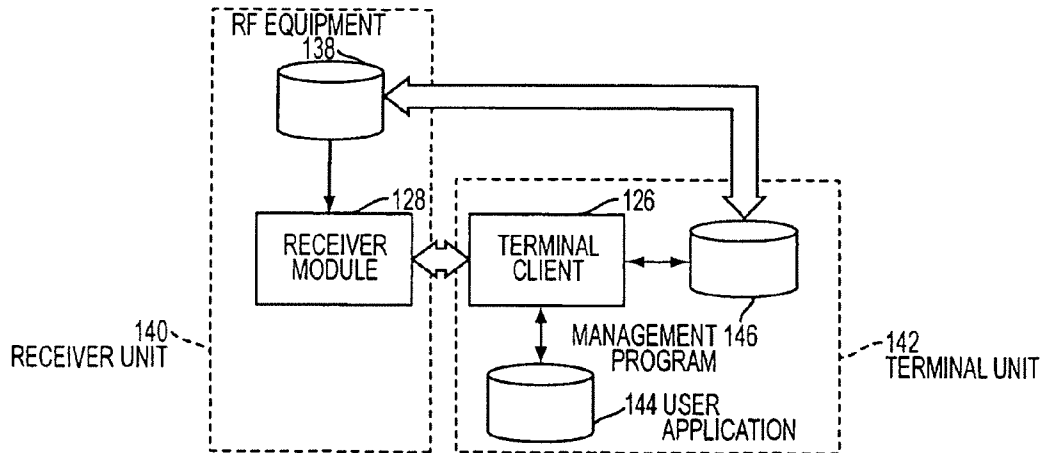 RF EQUIPMENT
138
128
RECEIVER
MODULE
126
TERMINAL
CLIENT
140
RECEIVER UNIT
MANAGEMENT 146
PROGRAM
142
TERMINAL UNIT
144 USER
APPLICATION